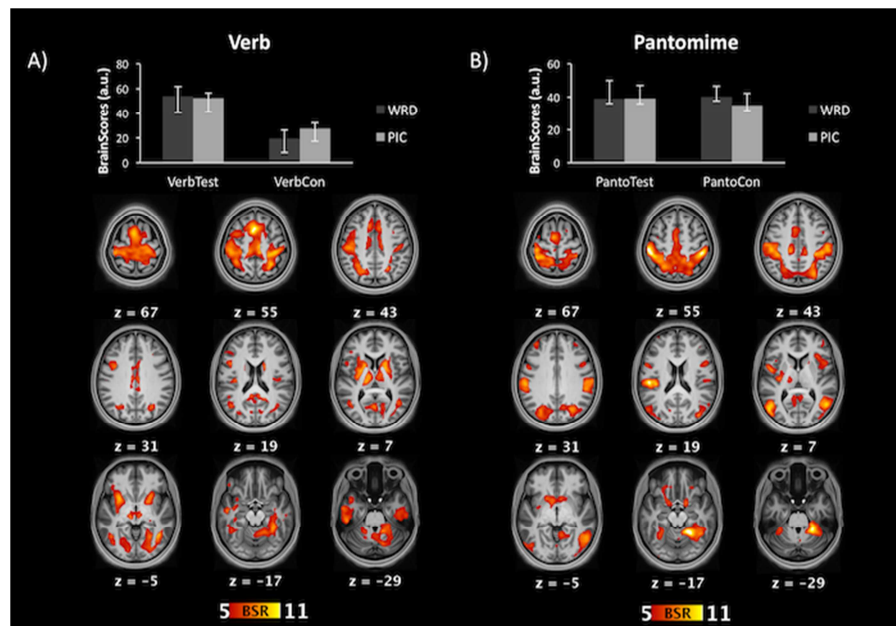 Verb
A)
BrainScores (a.u.)
80
60
40
20
0
WRD
PIC
VerbTest VerbCon
z = 67 z = 55 z = 43
z = 31 z = 19 z = 7
z = -5 z = -17 z = -29
5 BSR 11
Pantomime
B)
BrainScores (a.u.)
60
40
20
0
WRD
PIC
PantoTest PantoCon
z = 67 z = 55 z = 43
z = 31 z = 19 z = 7
z = -5 z = -17 z = -29
5 BSR 11